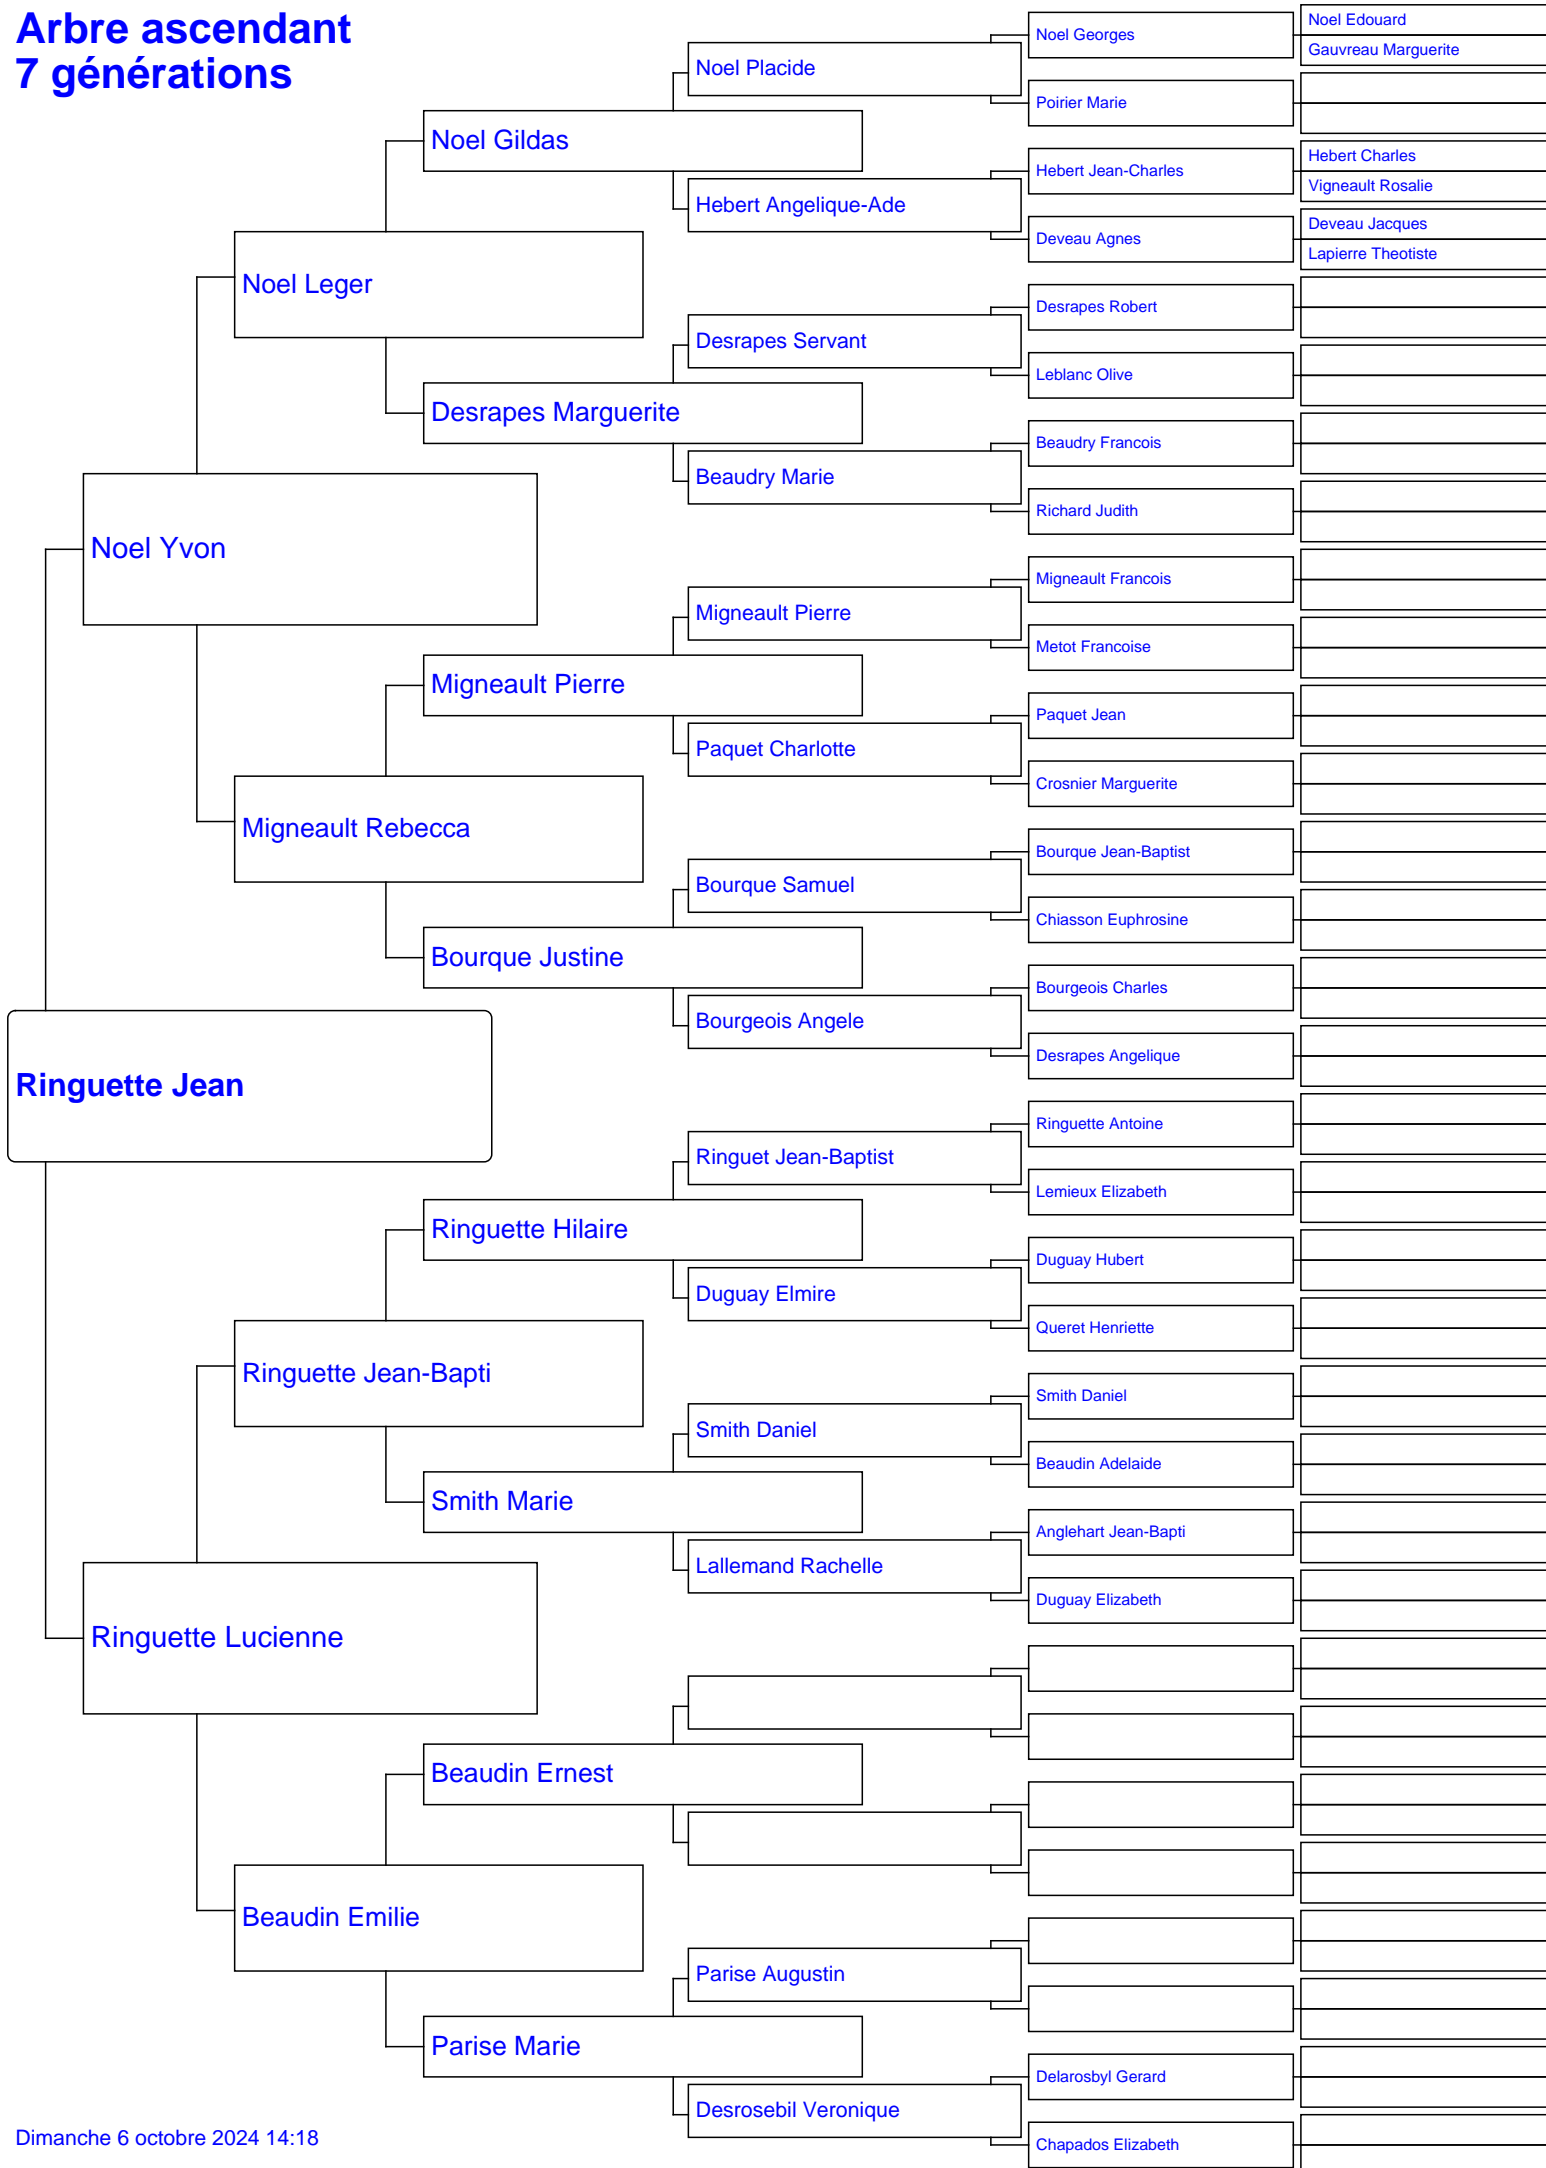 Arbre ascendant
7 générations
Noel Edouard
Noel Georges
Gauvreau Marguerite
Noel Placide
Poirier Marie
Noel Gildas
Hebert Charles
Hebert Jean-Charles
Vigneault Rosalie
Hebert Angelique-Ade
Deveau Jacques
Deveau Agnes
Lapierre Theotiste
Noel Leger
Desrapes Robert
Desrapes Servant
Leblanc Olive
Desrapes Marguerite
Beaudry Francois
Beaudry Marie
Richard Judith
Noel Yvon
Migneault Francois
Migneault Pierre
Metot Francoise
Migneault Pierre
Paquet Jean
Paquet Charlotte
Crosnier Marguerite
Migneault Rebecca
Bourque Jean-Baptist
Bourque Samuel
Chiasson Euphrosine
Bourque Justine
Bourgeois Charles
Bourgeois Angele
Desrapes Angelique
Ringuette Jean
Ringuette Antoine
Ringuet Jean-Baptist
Lemieux Elizabeth
Ringuette Hilaire
Duguay Hubert
Duguay Elmire
Queret Henriette
Ringuette Jean-Bapti
Smith Daniel
Smith Daniel
Beaudin Adelaide
Smith Marie
Anglehart Jean-Bapti
Lallemand Rachelle
Duguay Elizabeth
Ringuette Lucienne
Beaudin Ernest
Beaudin Emilie
Parise Augustin
Parise Marie
Delarosbyl Gerard
Desrosebil Veronique
Chapados Elizabeth
Dimanche 6 octobre 2024 14:18